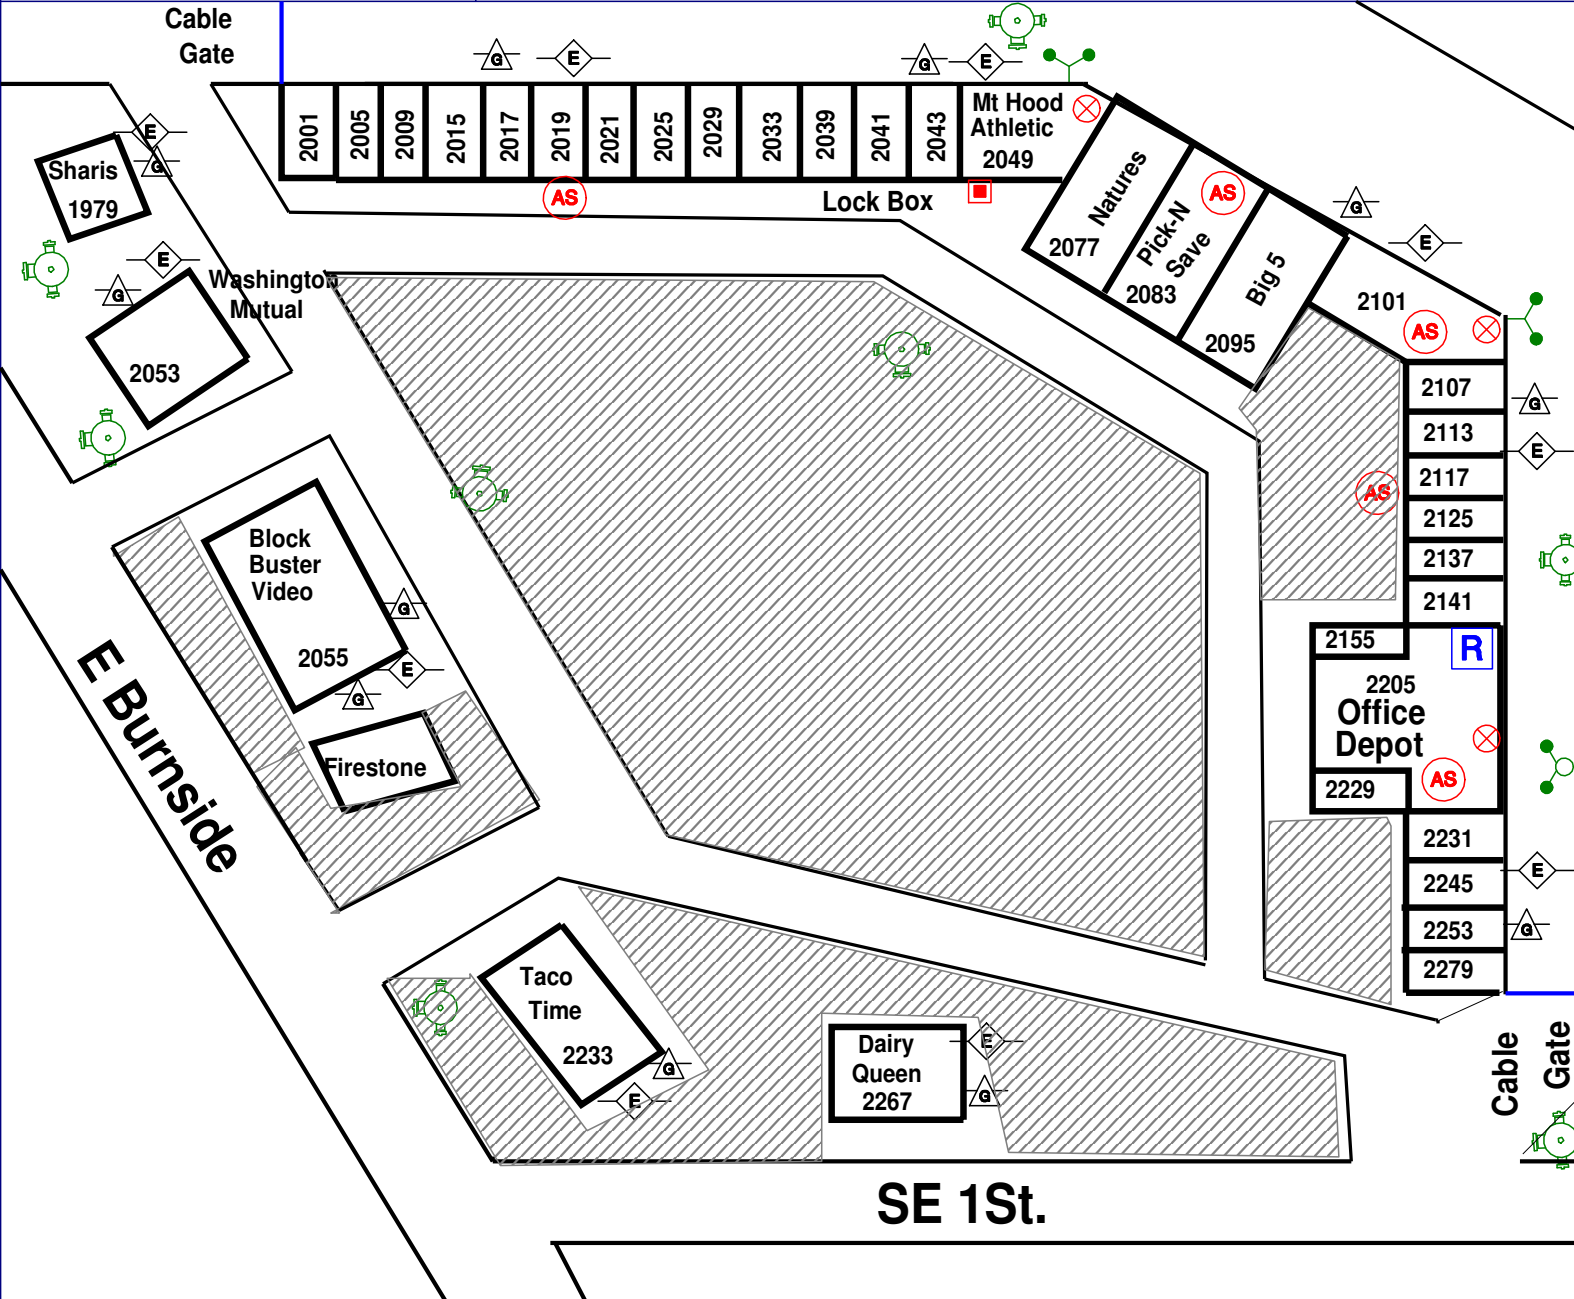 Cable
Gate
G
E
G
E
2001
2005
2009
2015
2017
2019
2021
2025
2029
2033
2039
2041
2043
Mt Hood
Athletic
2049
AS
Lock Box
E
G
Sharis
1979
E
G
Washington
Mutual
2053
Natures
2077
AS
Pick-N
Save
2083
Big 5
2095
G
E
2101
AS
2107
G
2113
E
2117
AS
2125
2137
2141
2155
R
2205
Office
Depot
AS
2229
2231
E
2245
2253
G
2279
Block
Buster
Video
2055
G
E
G
Firestone
E Burnside
Taco
Time
2233
G
E
Dairy
Queen
2267
E
G
Cable
Gate
SE 1St.